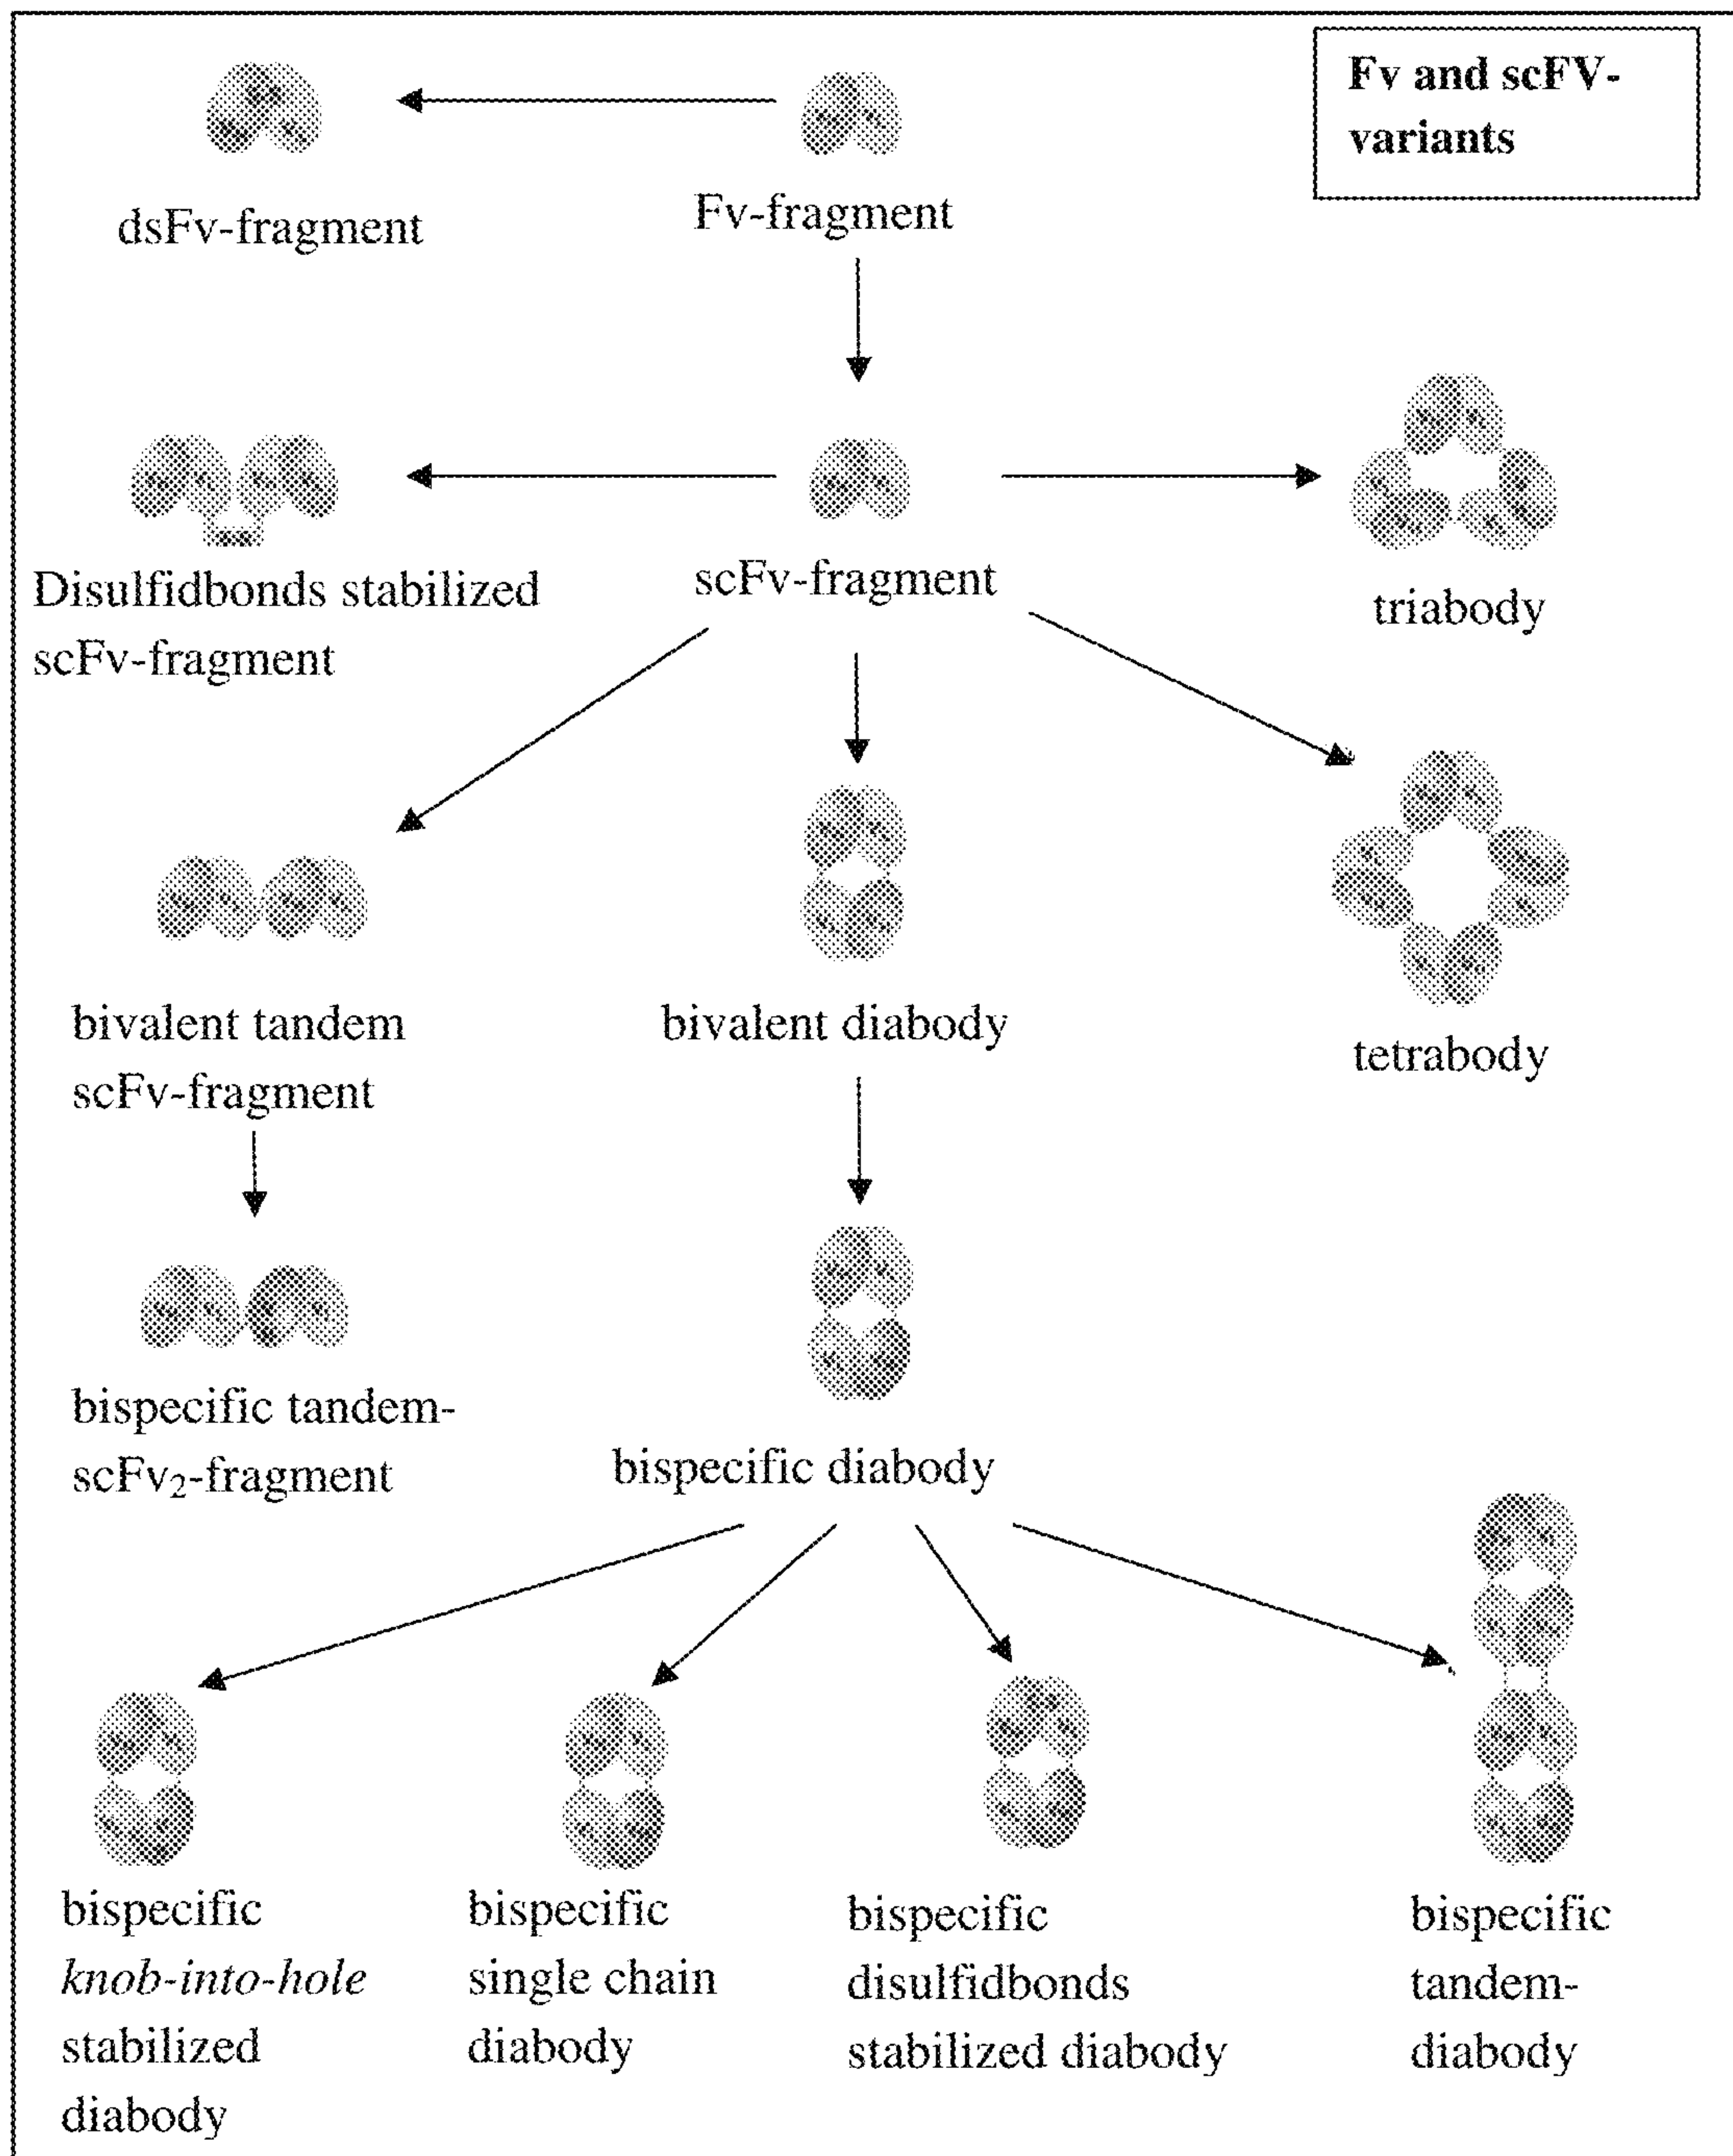 Fv and scFV-
variants
dsFv-fragment
Fv-fragment
Disulfidbonds stabilized
scFv-fragment
scFv-fragment
triabody
bivalent tandem
scFv-fragment
bivalent diabody
tetrabody
bispecific tandem-
scFv₂-fragment
bispecific diabody
bispecific
knob-into-hole
stabilized
diabody
bispecific
single chain
diabody
bispecific
disulfidbonds
stabilized diabody
bispecific
tandem-
diabody